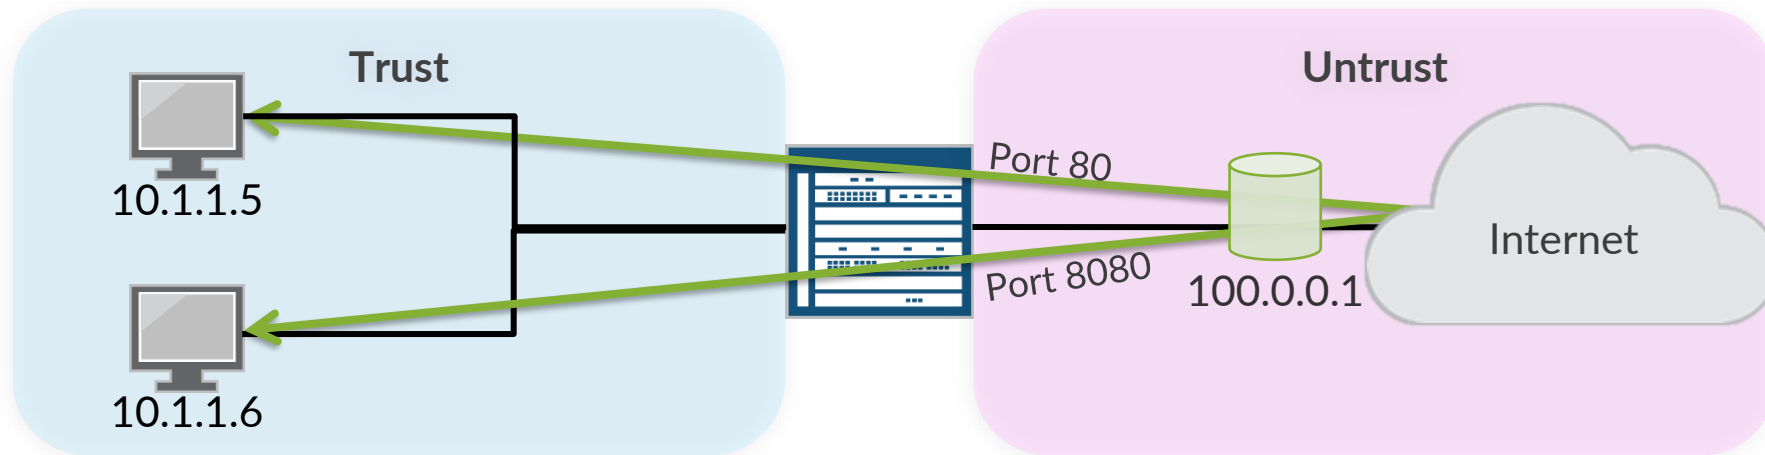 Trust
Untrust
10.1.1.5
Port 80
Internet
Port 8080
100.0.0.1
10.1.1.6